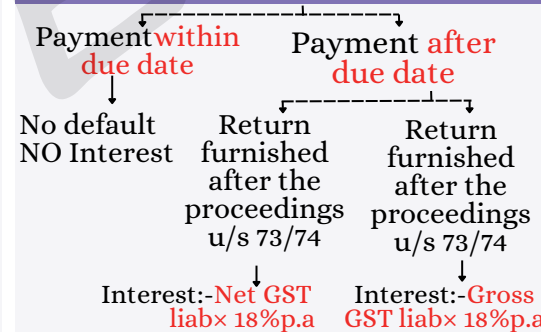 Payment within
due date
Payment after
due date
No default
NO Interest
Return
furnished
after the
proceedings
u/s 73/74
Return
furnished
after the
proceedings
u/s 73/74
Interest:-Net GST
liab× 18%p.a
Interest:-Gross
GST liab× 18%p.a